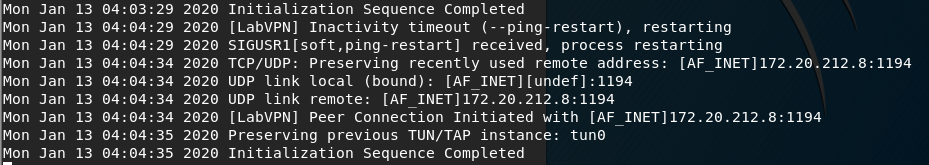 Mon Jan 13 04:03:29 2020 Initialization Sequence Completed
Mon Jan 13 04:04:29 2020 [LabVPN] Inactivity timeout (--ping-restart), restarting
Mon Jan 13 04:04:29 2020 SIGUSR1[soft,ping-restart] received, process restarting
Mon Jan 13 04:04:34 2020 TCP/UDP: Preserving recently used remote address: [AF_INET]172.20.212.8:1194
Mon Jan 13 04:04:34 2020 UDP link local (bound): [AF_INET][undef]:1194
Mon Jan 13 04:04:34 2020 UDP link remote: [AF_INET]172.20.212.8:1194
Mon Jan 13 04:04:34 2020 [LabVPN] Peer Connection Initiated with [AF_INET]172.20.212.8:1194
Mon Jan 13 04:04:35 2020 Preserving previous TUN/TAP instance: tun0
Mon Jan 13 04:04:35 2020 Initialization Sequence Completed